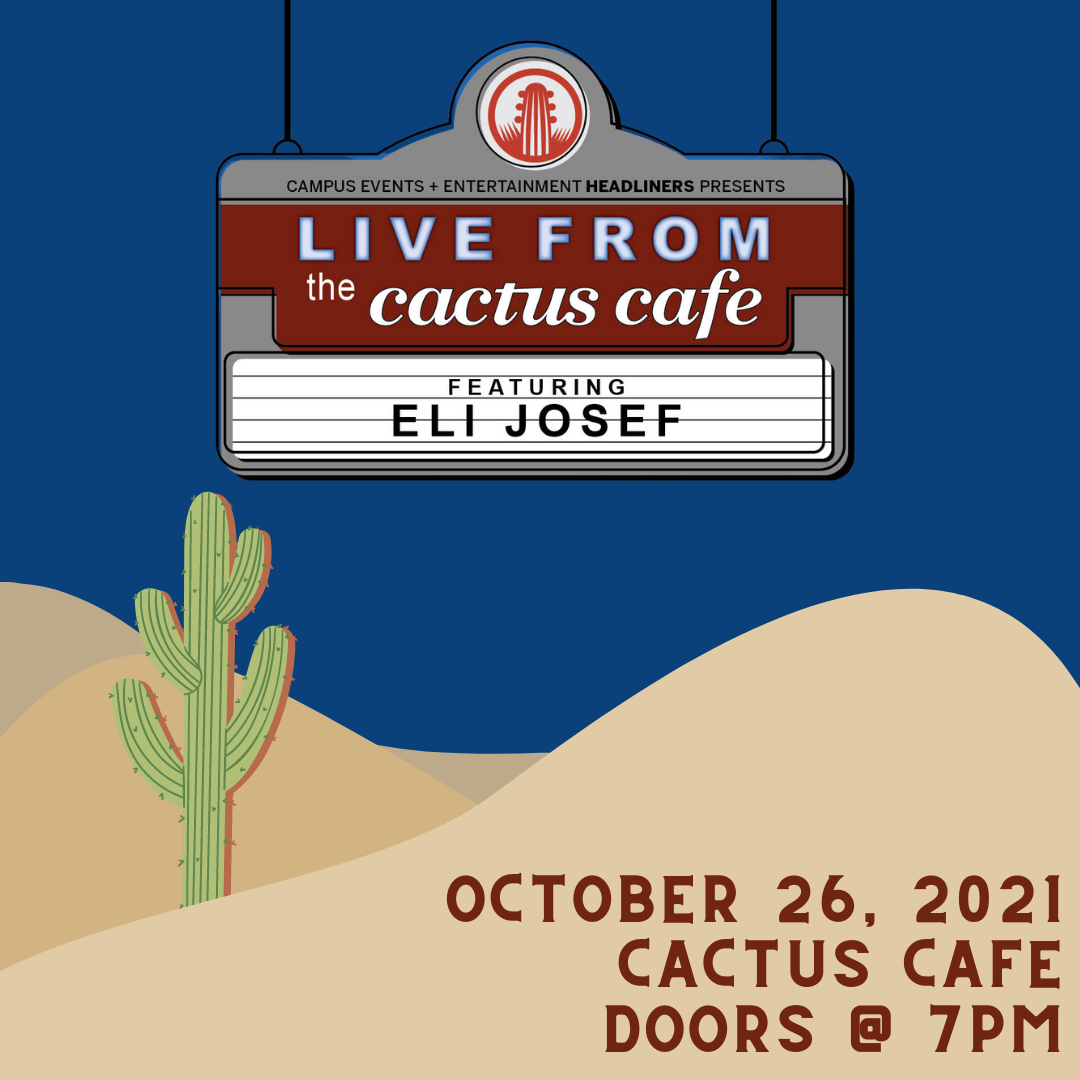 CAMPUS EVENTS + ENTERTAINMENT HEADLINERS PRESENTS
LIVE FROM
the cactus cafe
FEATURING
ELI JOSEF
OCTOBER 26, 2021
CACTUS CAFE
DOORS @ 7PM